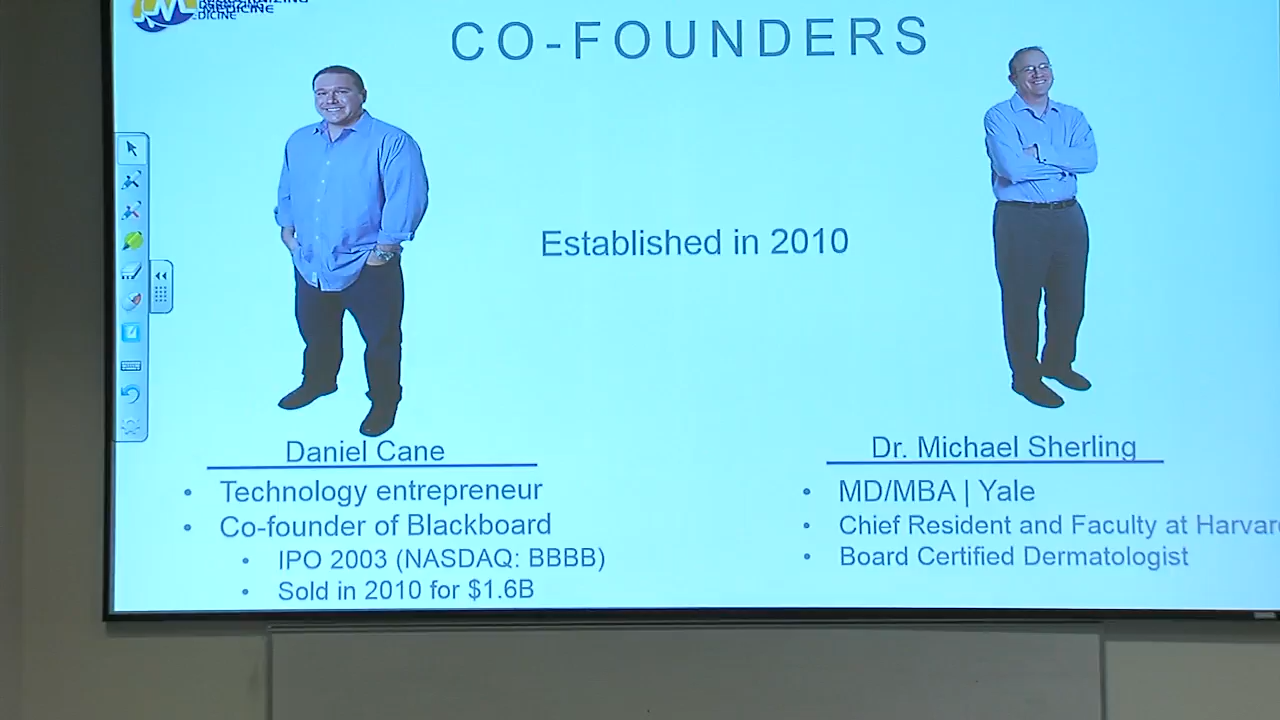 MEDICINE
CO-FOUNDERS
Established in 2010
Daniel Cane
• Technology entrepreneur
• Co-founder of Blackboard
• IPO 2003 (NASDAQ: BBBB)
• Sold in 2010 for $1.6B
Dr. Michael Sherling
• MD/MBA | Yale
• Chief Resident and Faculty at Harvar
• Board Certified Dermatologist